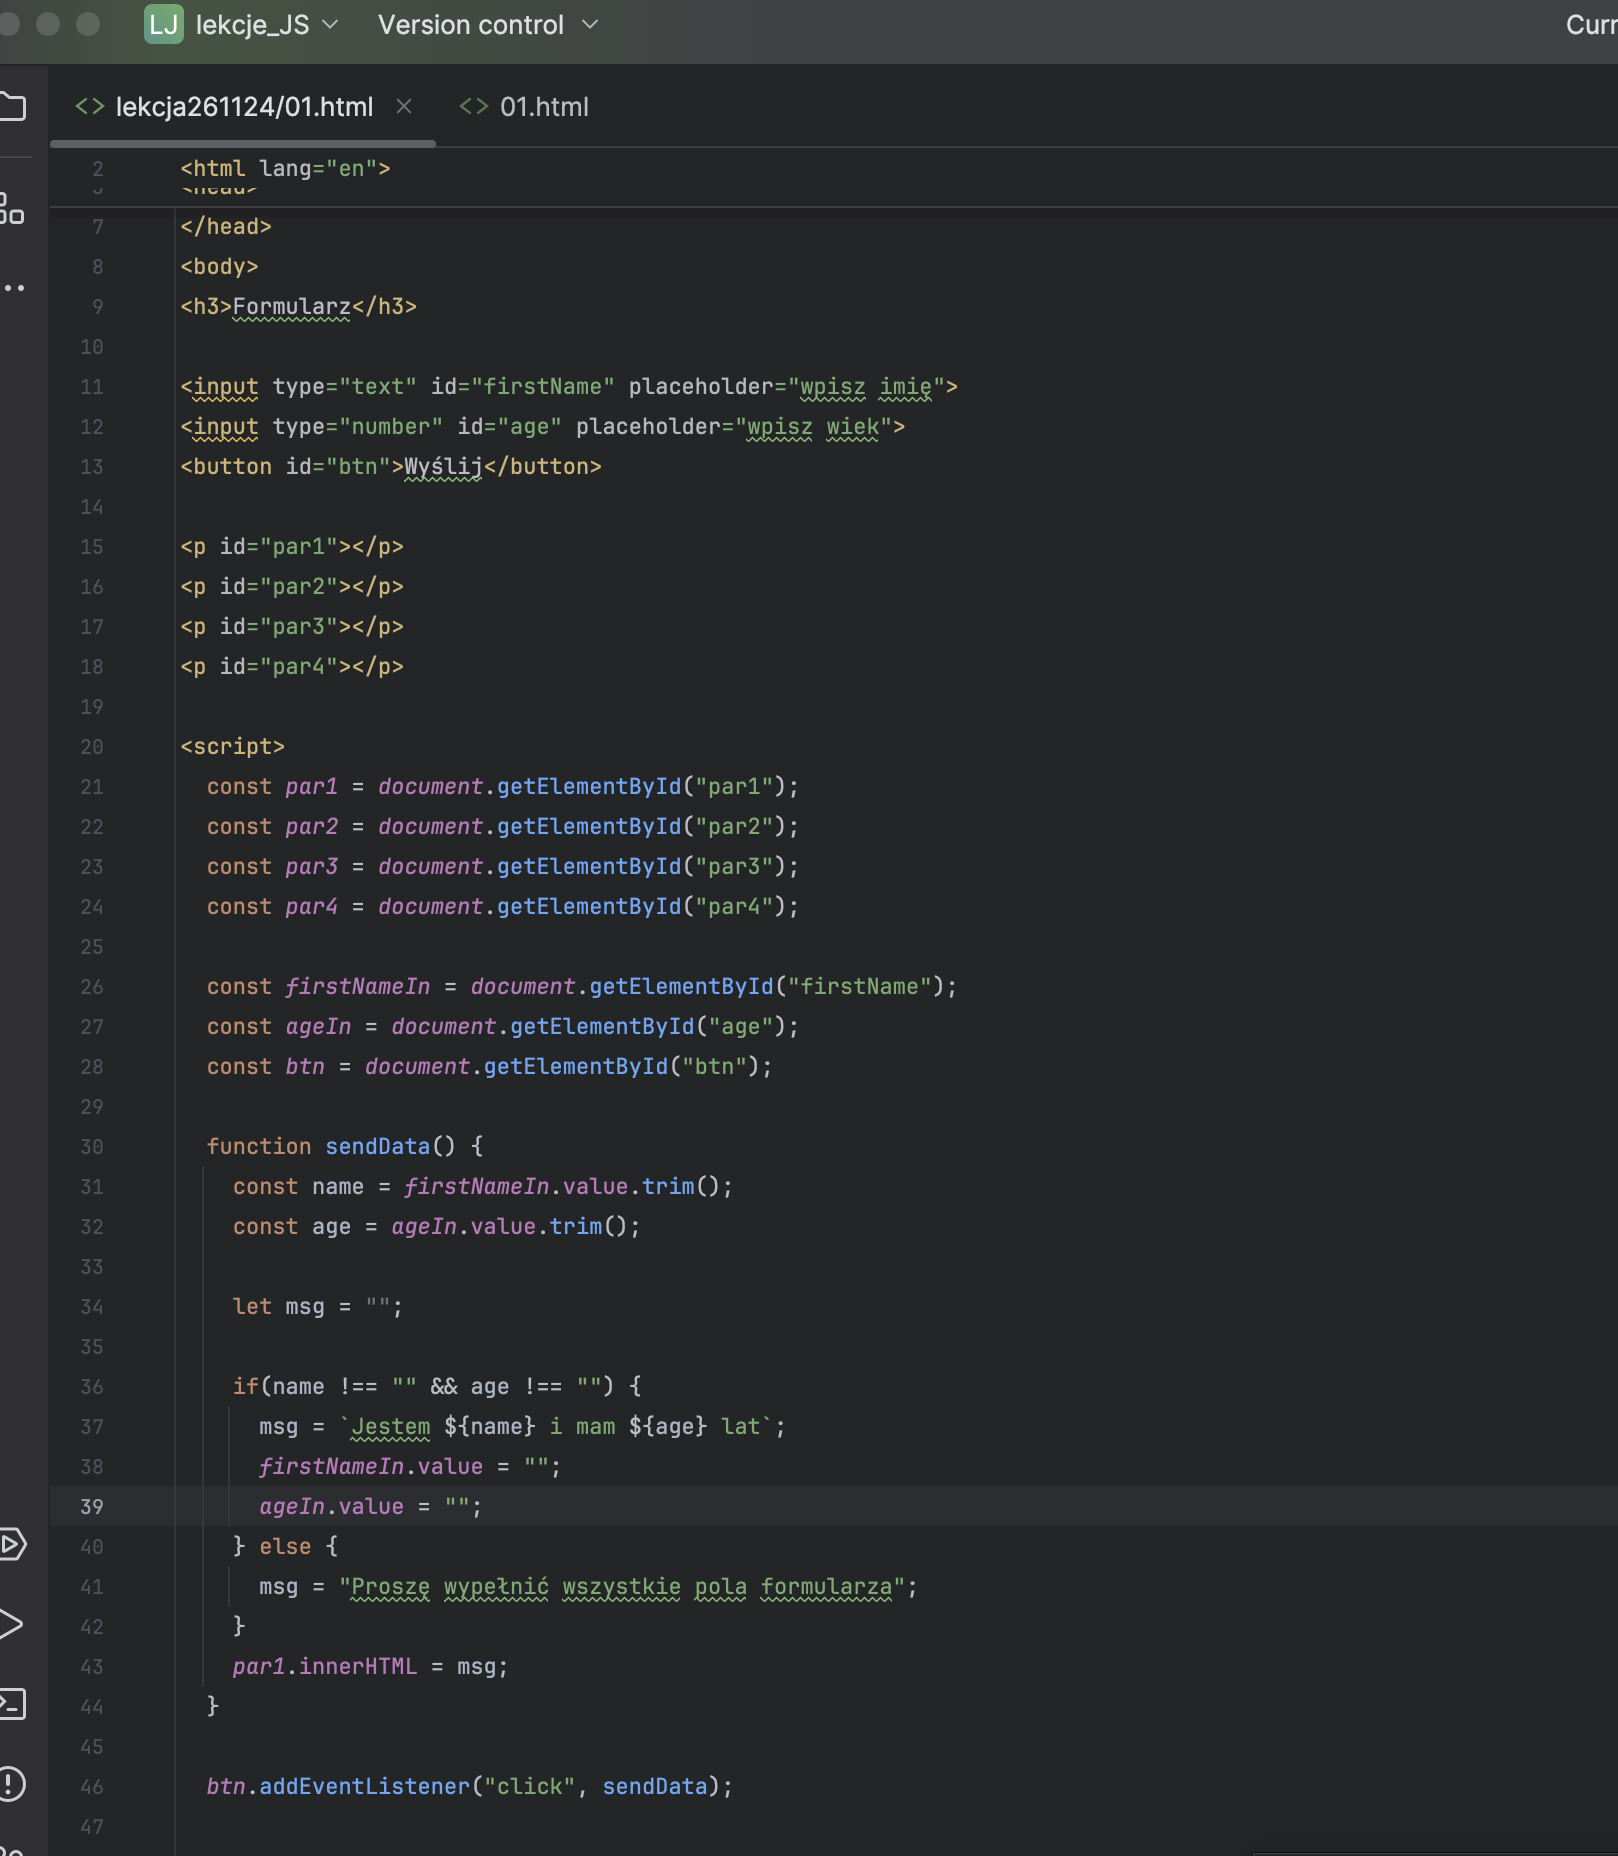 LJ lekcje_JS Version control Curr
<> lekcja261124/01.html × <> 01.html
2 <html lang="en">
3 <head>
7 </head>
8 <body>
9 <h3>Formularz</h3>
10
11 <input type="text" id="firstName" placeholder="wpisz imię">
12 <input type="number" id="age" placeholder="wpisz wiek">
13 <button id="btn">Wyślij</button>
14
15 <p id="par1"></p>
16 <p id="par2"></p>
17 <p id="par3"></p>
18 <p id="par4"></p>
19
20 <script>
21 const par1 = document.getElementById("par1");
22 const par2 = document.getElementById("par2");
23 const par3 = document.getElementById("par3");
24 const par4 = document.getElementById("par4");
25
26 const firstNameIn = document.getElementById("firstName");
27 const ageIn = document.getElementById("age");
28 const btn = document.getElementById("btn");
29
30 function sendData() {
31 const name = firstNameIn.value.trim();
32 const age = ageIn.value.trim();
33
34 let msg = "";
35
36 if(name !== "" && age !== "") {
37 msg = `Jestem ${name} i mam ${age} lat`;
38 firstNameIn.value = "";
39 ageIn.value = "";
40 } else {
41 msg = "Proszę wypełnić wszystkie pola formularza";
42 }
43 par1.innerHTML = msg;
44 }
45
46 btn.addEventListener("click", sendData);
47